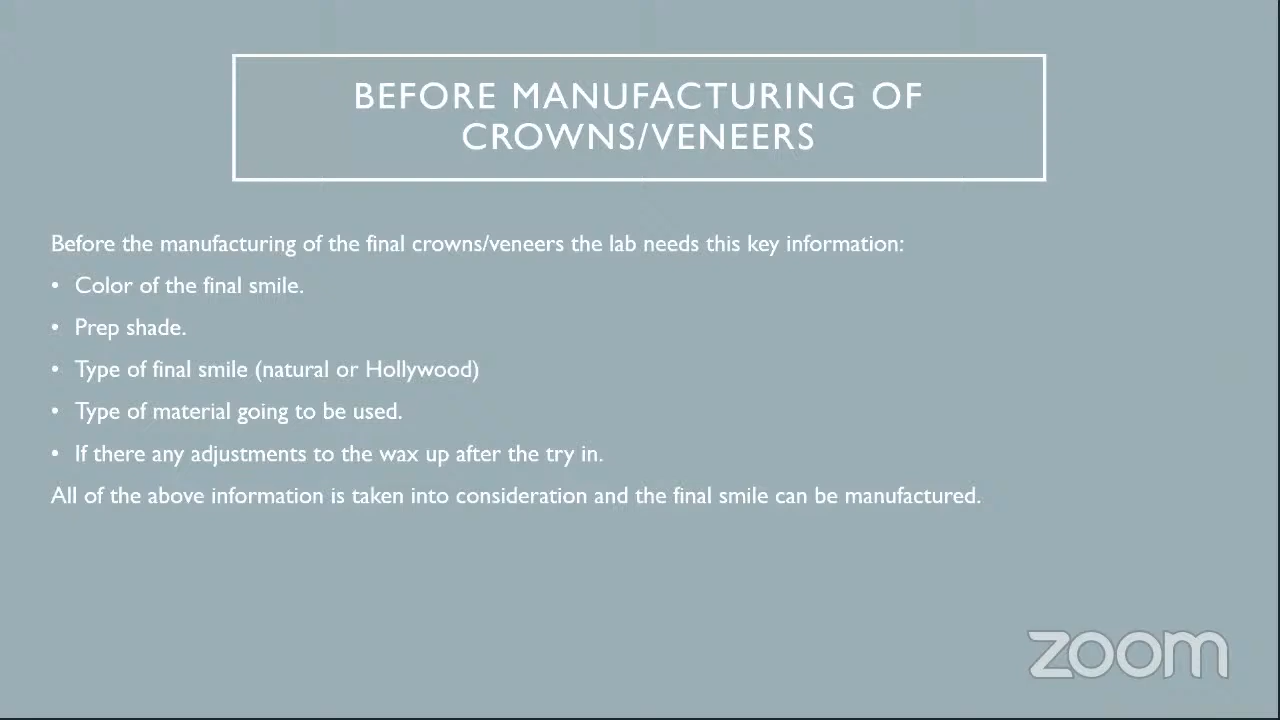 BEFORE MANUFACTURING OF
CROWNS/VENEERS
Before the manufacturing of the final crowns/veneers the lab needs this key information:
• Color of the final smile.
• Prep shade.
• Type of final smile (natural or Hollywood)
• Type of material going to be used.
• If there any adjustments to the wax up after the try in.
All of the above information is taken into consideration and the final smile can be manufactured.
zoom